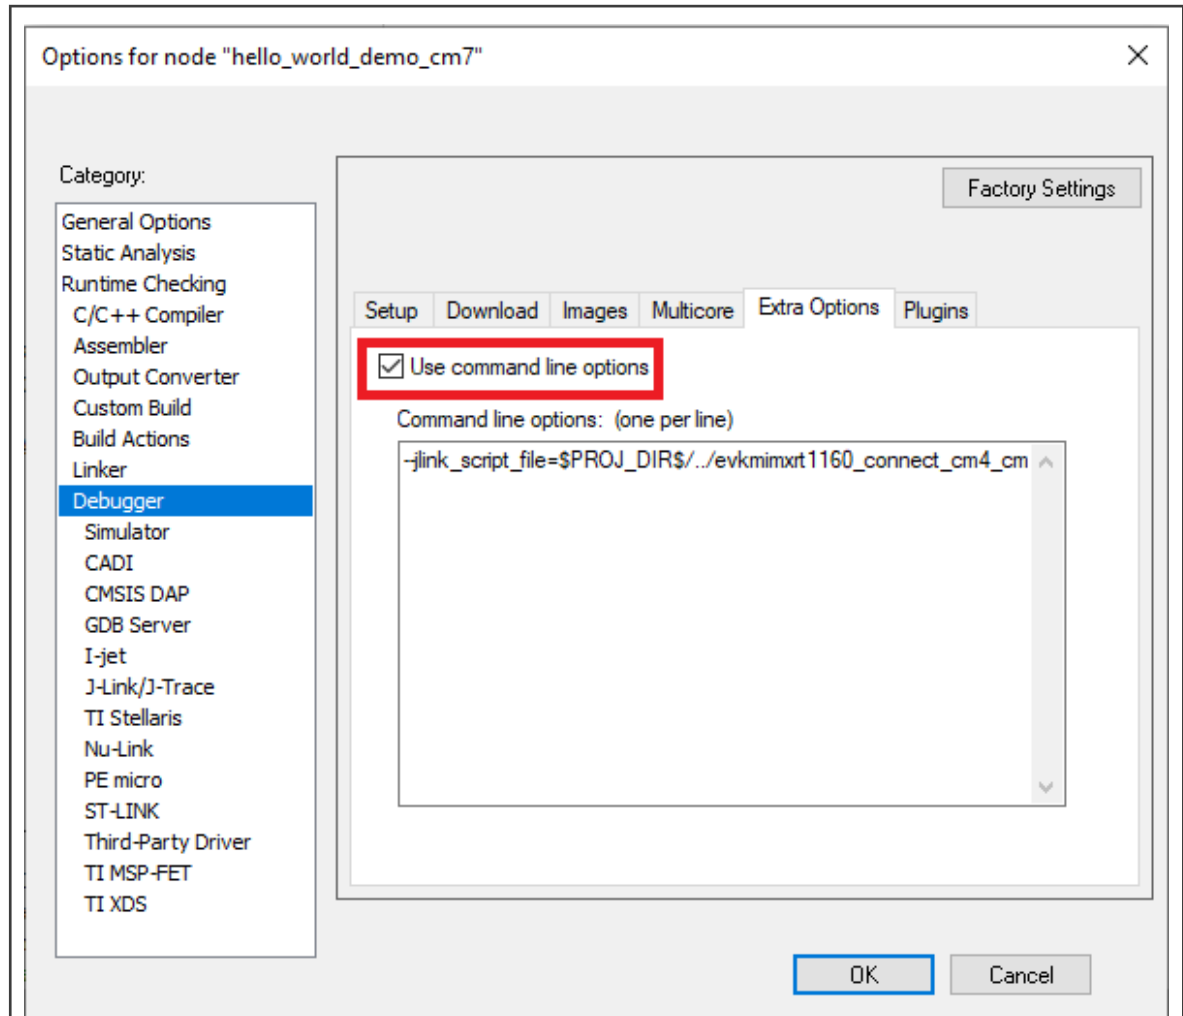 Options for node "hello_world_demo_cm7"
Category:
Factory Settings
General Options
Static Analysis
Runtime Checking
C/C++ Compiler
Assembler
Output Converter
Custom Build
Build Actions
Linker
Debugger
Simulator
CADI
CMSIS DAP
GDB Server
I-jet
J-Link/J-Trace
TI Stellaris
Nu-Link
PE micro
ST-LINK
Third-Party Driver
TI MSP-FET
TI XDS
Setup Download Images Multicore Extra Options Plugins
Use command line options
Command line options: (one per line)
--jlink_script_file=$PROJ_DIR$/../evkmimxrt1160_connect_cm4_cm
OK Cancel